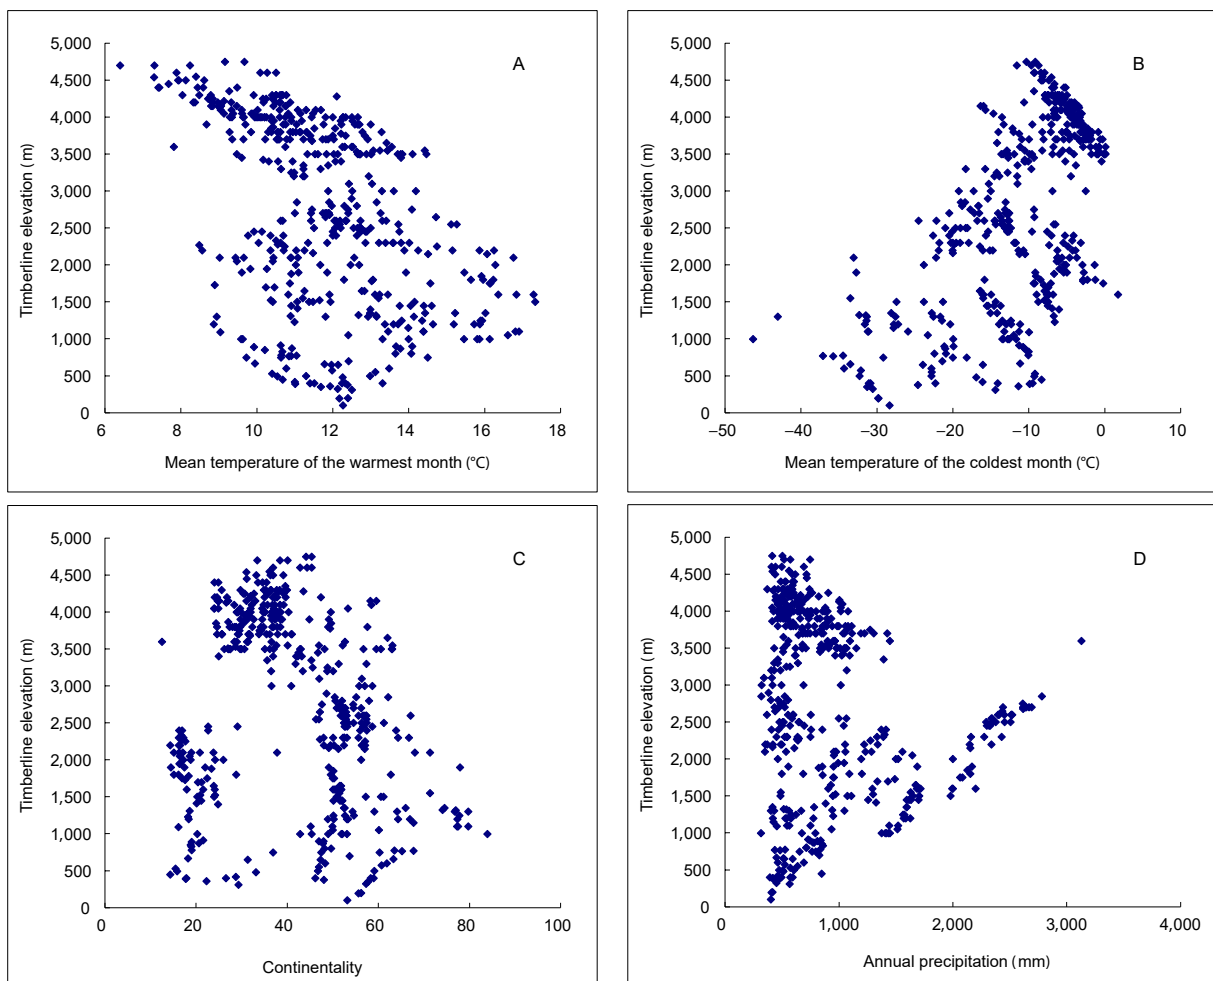 A
5,000
4,500
4,000
3,500
3,000
2,500
2,000
1,500
1,000
500
0
6 8 10 12 14 16 18
Timberline elevation (m)
Mean temperature of the warmest month (℃)
B
5,000
4,500
4,000
3,500
3,000
2,500
2,000
1,500
1,000
500
0
–50 –40 –30 –20 –10 0 10
Timberline elevation (m)
Mean temperature of the coldest month (℃)
C
5,000
4,500
4,000
3,500
3,000
2,500
2,000
1,500
1,000
500
0
0 20 40 60 80 100
Timberline elevation (m)
Continentality
D
5,000
4,500
4,000
3,500
3,000
2,500
2,000
1,500
1,000
500
0
0 1,000 2,000 3,000 4,000
Timberline elevation (m)
Annual precipitation (mm)